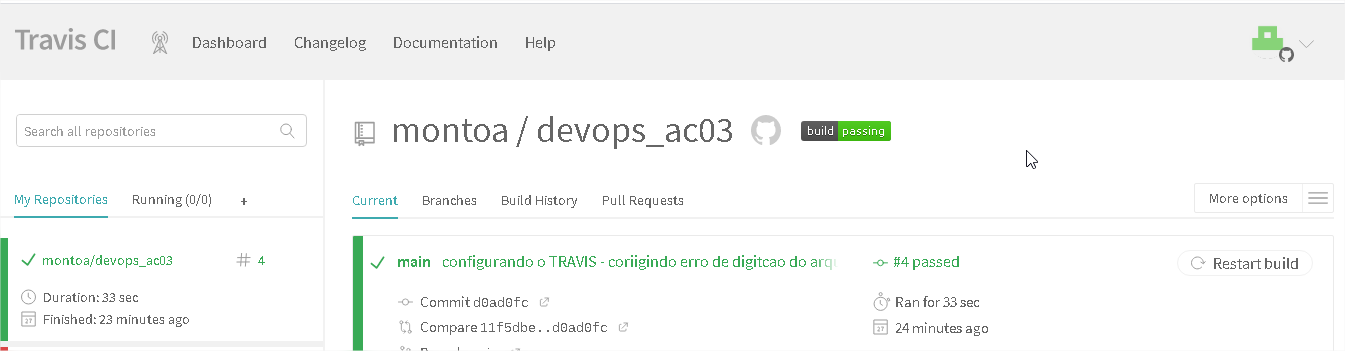 Travis CI Dashboard Changelog Documentation Help
Search all repositories
montoa / devops_ac03 build passing
My Repositories Running (0/0) +
Current Branches Build History Pull Requests More options
montoa/devops_ac03 # 4
Duration: 33 sec
Finished: 23 minutes ago
main configurando o TRAVIS - coriigindo erro de digitcao do arqu #4 passed Restart build
Commit d0ad0fc Ran for 33 sec
Compare 11f5dbe..d0ad0fc 24 minutes ago